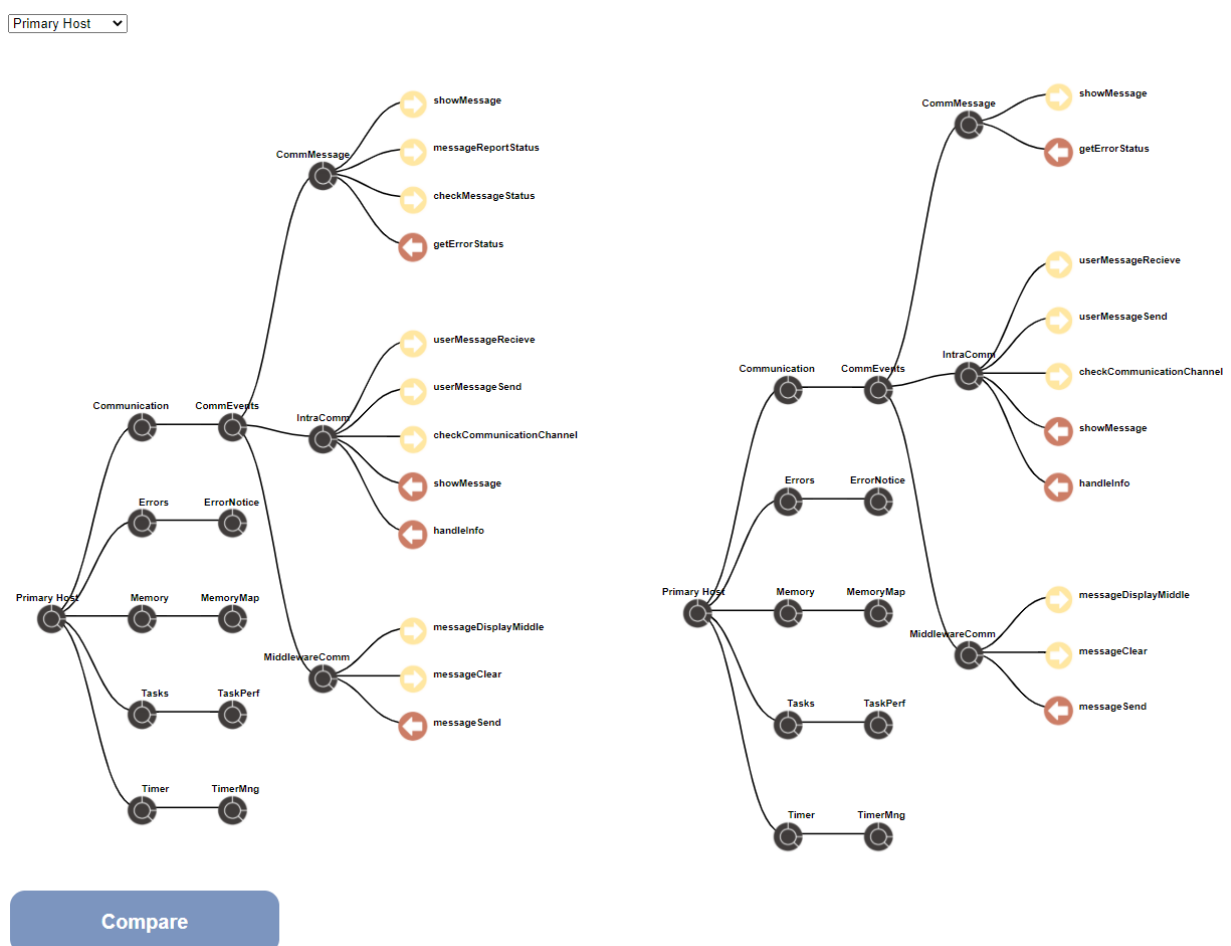 Primary Host
showMessage
messageReportStatus
CommMessage
checkMessageStatus
getErrorStatus
userMessageRecieve
userMessageSend
Communication
CommEvents
IntraComm
checkCommunicationChannel
showMessage
Errors
ErrorNotice
handleInfo
Primary Host
Memory
MemoryMap
messageDisplayMiddle
MiddlewareComm
messageClear
Tasks
TaskPerf
messageSend
Timer
TimerMng
showMessage
CommMessage
getErrorStatus
userMessageRecieve
userMessageSend
IntraComm
Communication
CommEvents
checkCommunicationChannel
showMessage
Errors
ErrorNotice
handleInfo
Primary Host
Memory
MemoryMap
messageDisplayMiddle
MiddlewareComm
messageClear
Tasks
TaskPerf
messageSend
Timer
TimerMng
Compare